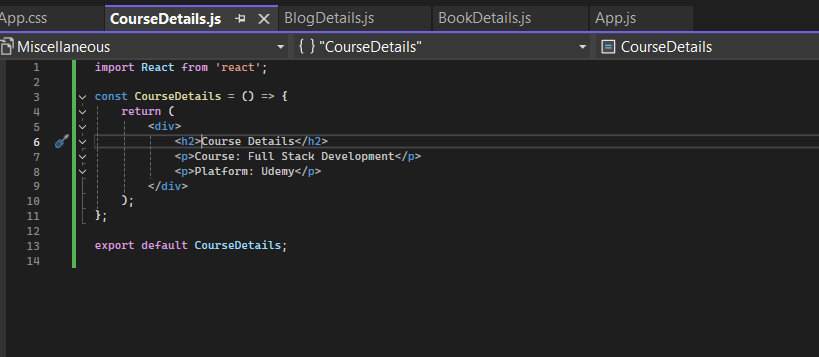 App.css CourseDetails.js BlogDetails.js BookDetails.js App.js
Miscellaneous { } "CourseDetails" CourseDetails
1 import React from 'react';
2
3 const CourseDetails = () => {
4 return (
5 <div>
6 <h2>Course Details</h2>
7 <p>Course: Full Stack Development</p>
8 <p>Platform: Udemy</p>
9 </div>
10 );
11 };
12
13 export default CourseDetails;
14